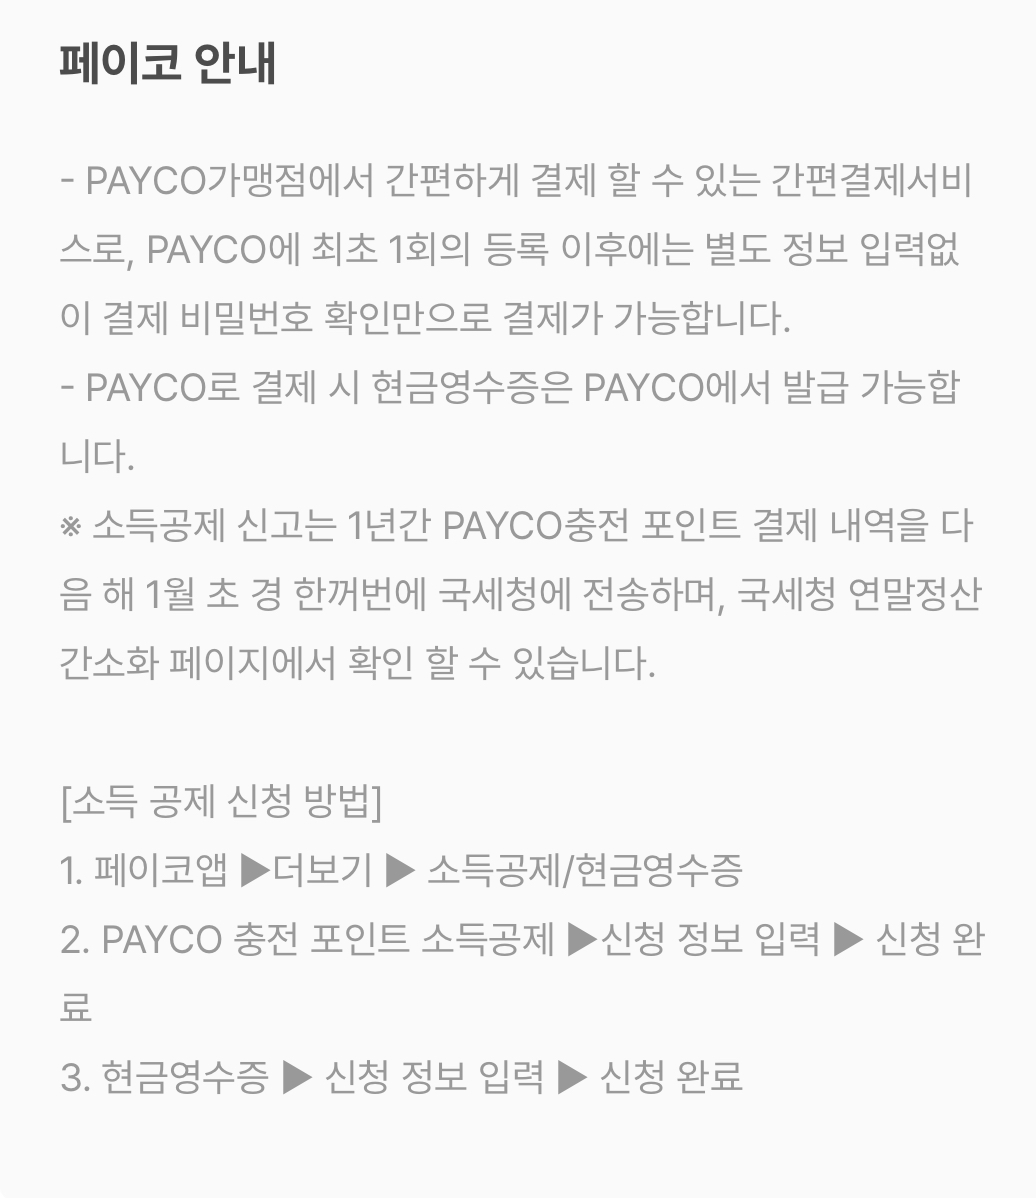 페이코 안내
- PAYCO가맹점에서 간편하게 결제 할 수 있는 간편결제서비
스로, PAYCO에 최초 1회의 등록 이후에는 별도 정보 입력없
이 결제 비밀번호 확인만으로 결제가 가능합니다.
- PAYCO로 결제 시 현금영수증은 PAYCO에서 발급 가능합
니다.
※ 소득공제 신고는 1년간 PAYCO충전 포인트 결제 내역을 다
음 해 1월 초 경 한꺼번에 국세청에 전송하며, 국세청 연말정산
간소화 페이지에서 확인 할 수 있습니다.
[소득 공제 신청 방법]
1. 페이코앱 ▶더보기 ▶ 소득공제/현금영수증
2. PAYCO 충전 포인트 소득공제 ▶신청 정보 입력 ▶ 신청 완
료
3. 현금영수증 ▶ 신청 정보 입력 ▶ 신청 완료